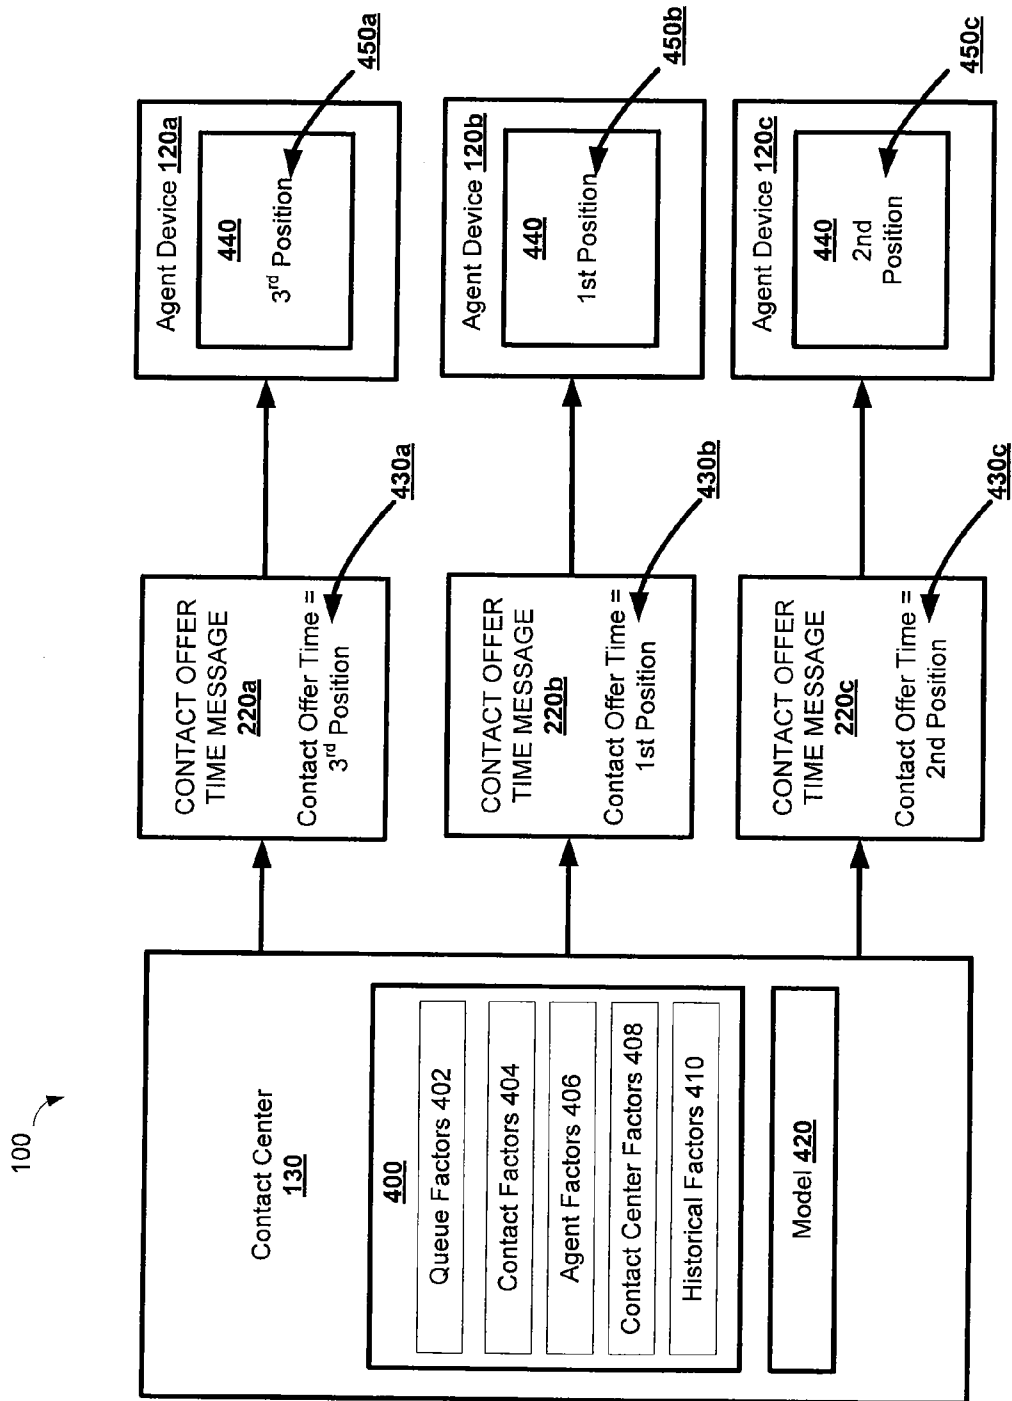 100
Contact Center
130
400
Queue Factors 402
Contact Factors 404
Agent Factors 406
Contact Center Factors 408
Historical Factors 410
Model 420
CONTACT OFFER
TIME MESSAGE
220a
Contact Offer Time =
3rd Position
430a
CONTACT OFFER
TIME MESSAGE
220b
Contact Offer Time =
1st Position
430b
CONTACT OFFER
TIME MESSAGE
220c
Contact Offer Time =
2nd Position
430c
Agent Device 120a
440
3rd Position
450a
Agent Device 120b
440
1st Position
450b
Agent Device 120c
440
2nd
Position
450c